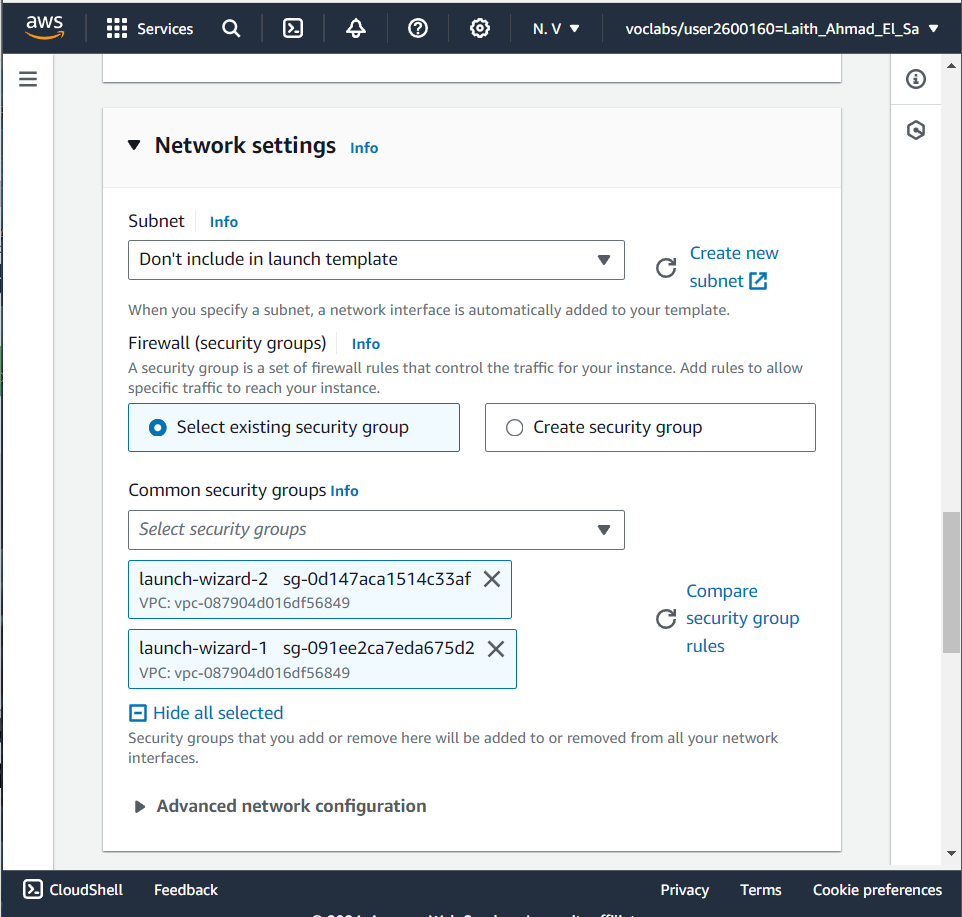 aws Services N. V voclabs/user2600160=Laith_Ahmad_El_Sa
Network settings Info
Subnet Info
Don't include in launch template
Create new
subnet
When you specify a subnet, a network interface is automatically added to your template.
Firewall (security groups) Info
A security group is a set of firewall rules that control the traffic for your instance. Add rules to allow
specific traffic to reach your instance.
Select existing security group
Create security group
Common security groups Info
Select security groups
launch-wizard-2 sg-0d147aca1514c33af
VPC: vpc-087904d016df56849
launch-wizard-1 sg-091ee2ca7eda675d2
VPC: vpc-087904d016df56849
Compare
security group
rules
Hide all selected
Security groups that you add or remove here will be added to or removed from all your network
interfaces.
Advanced network configuration
CloudShell Feedback Privacy Terms Cookie preferences